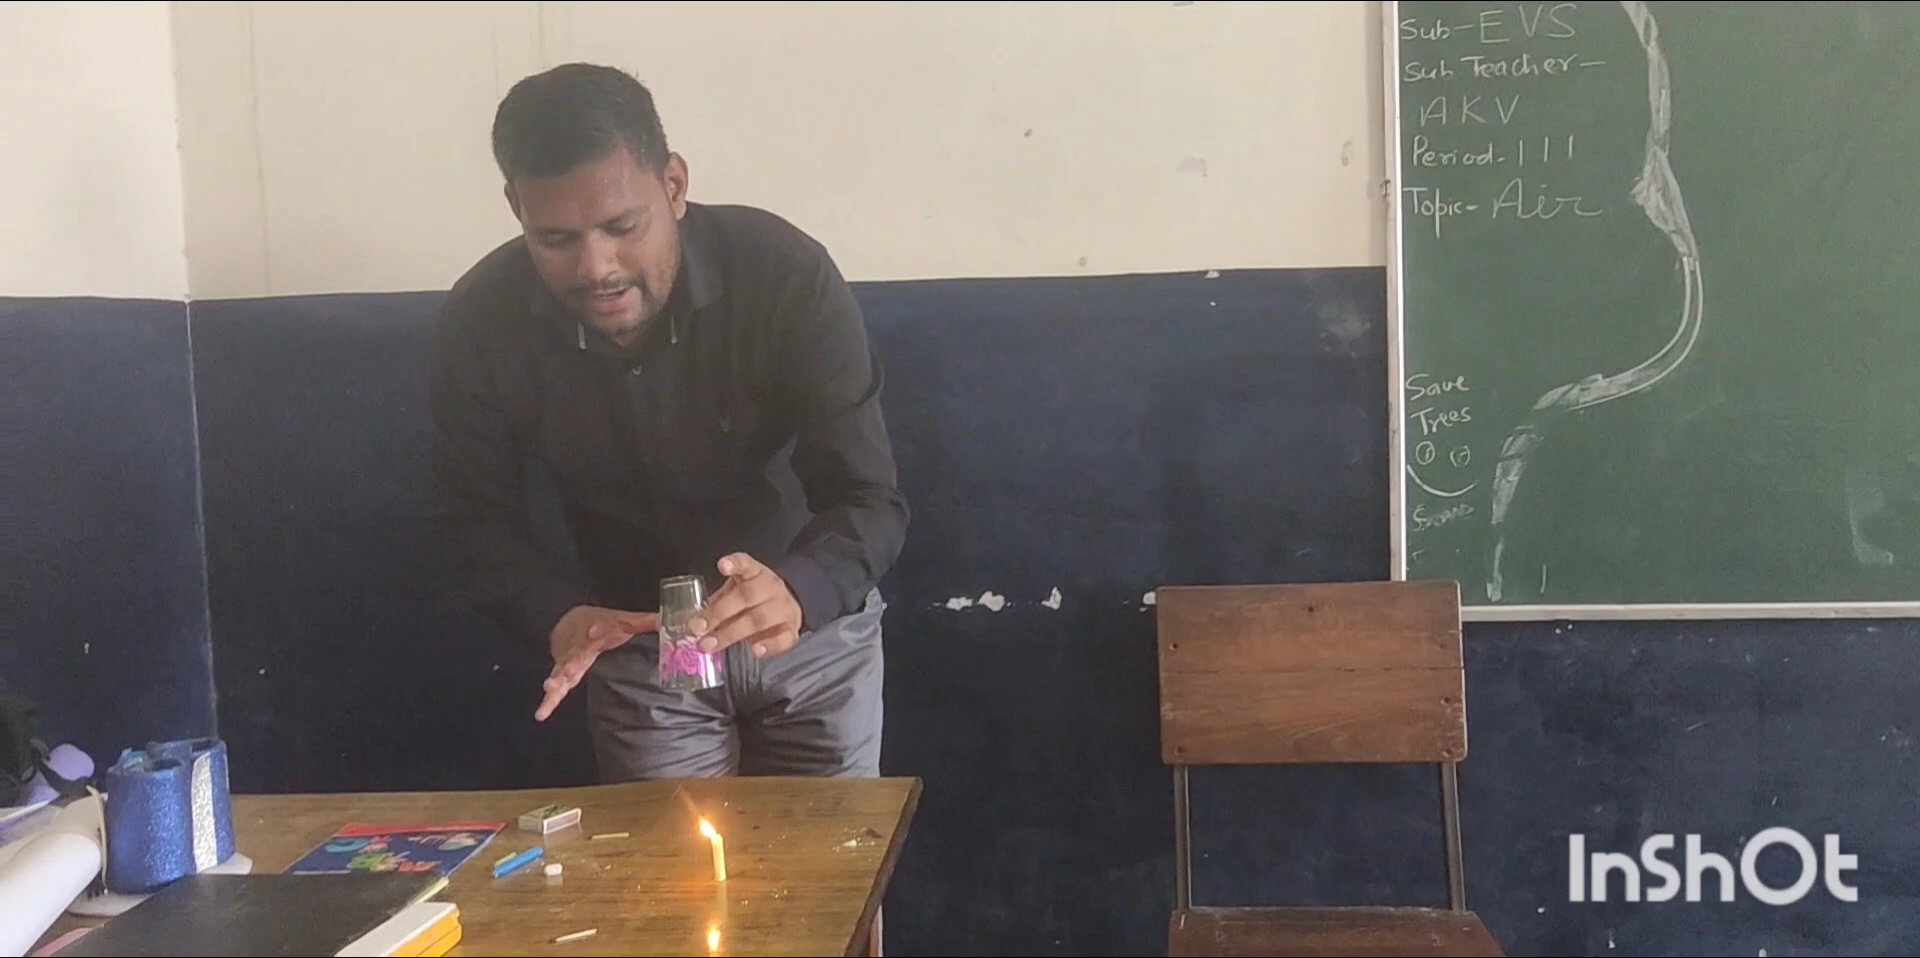 Sub-EVS
Sub Teacher-
AKV
Period-III
Topic-Air
Save
Trees
InShOt